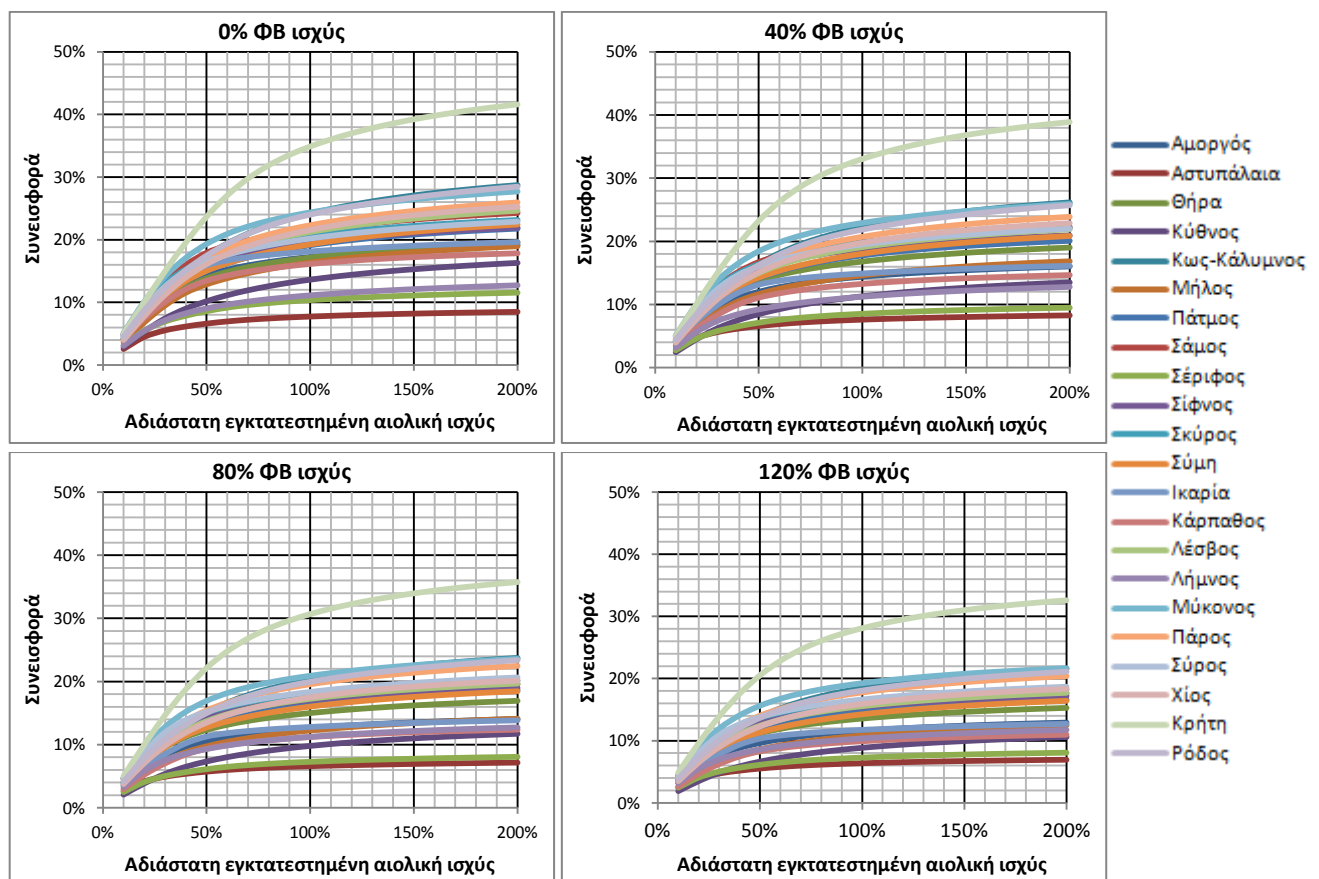 0% ΦΒ ισχύς
50%
40%
30%
20%
10%
0%
0% 50% 100% 150% 200%
Συνεισφορά
Αδιάστατη εγκατεστημένη αιολική ισχύς
40% ΦΒ ισχύς
50%
40%
30%
20%
10%
0%
0% 50% 100% 150% 200%
Συνεισφορά
Αδιάστατη εγκατεστημένη αιολική ισχύς
80% ΦΒ ισχύς
50%
40%
30%
20%
10%
0%
0% 50% 100% 150% 200%
Συνεισφορά
Αδιάστατη εγκατεστημένη αιολική ισχύς
120% ΦΒ ισχύς
50%
40%
30%
20%
10%
0%
0% 50% 100% 150% 200%
Συνεισφορά
Αδιάστατη εγκατεστημένη αιολική ισχύς
Αμοργός
Αστυπάλαια
Θήρα
Κύθνος
Κως-Κάλυμνος
Μήλος
Πάτμος
Σάμος
Σέριφος
Σίφνος
Σκύρος
Σύμη
Ικαρία
Κάρπαθος
Λέσβος
Λήμνος
Μύκονος
Πάρος
Σύρος
Χίος
Κρήτη
Ρόδος